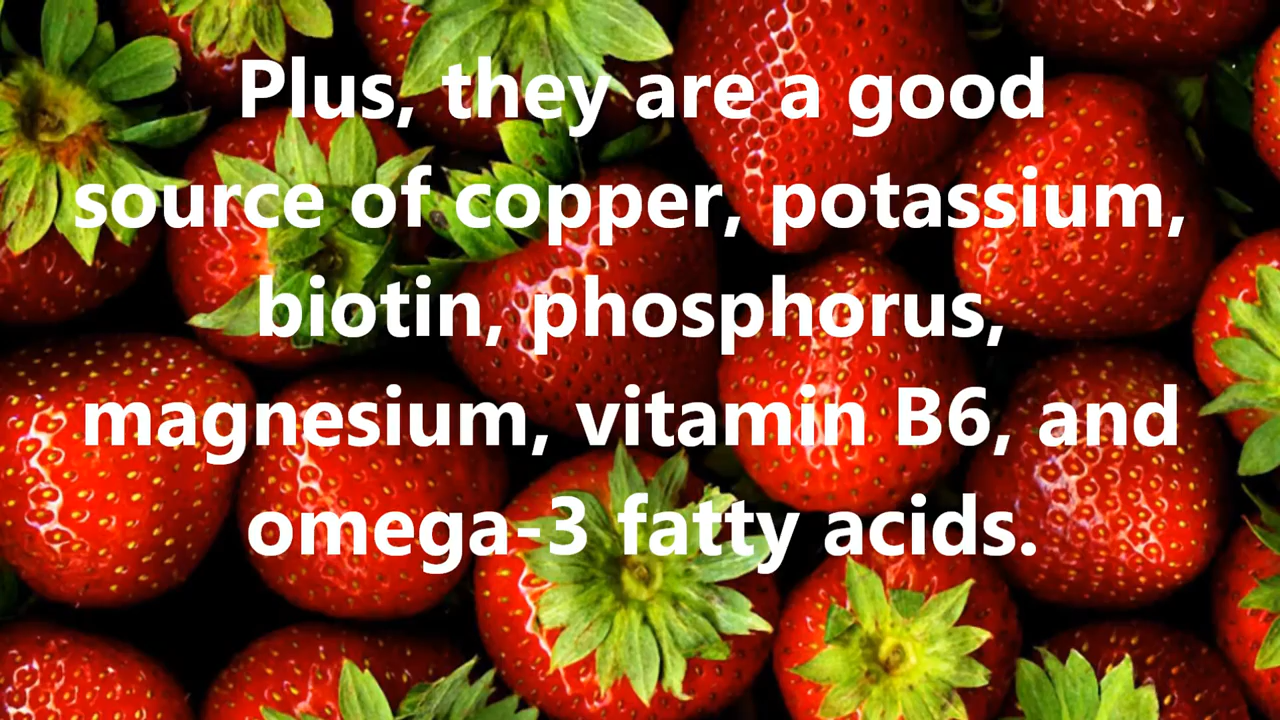 Plus, they are a good
source of copper, potassium,
biotin, phosphorus,
magnesium, vitamin B6, and
omega-3 fatty acids.